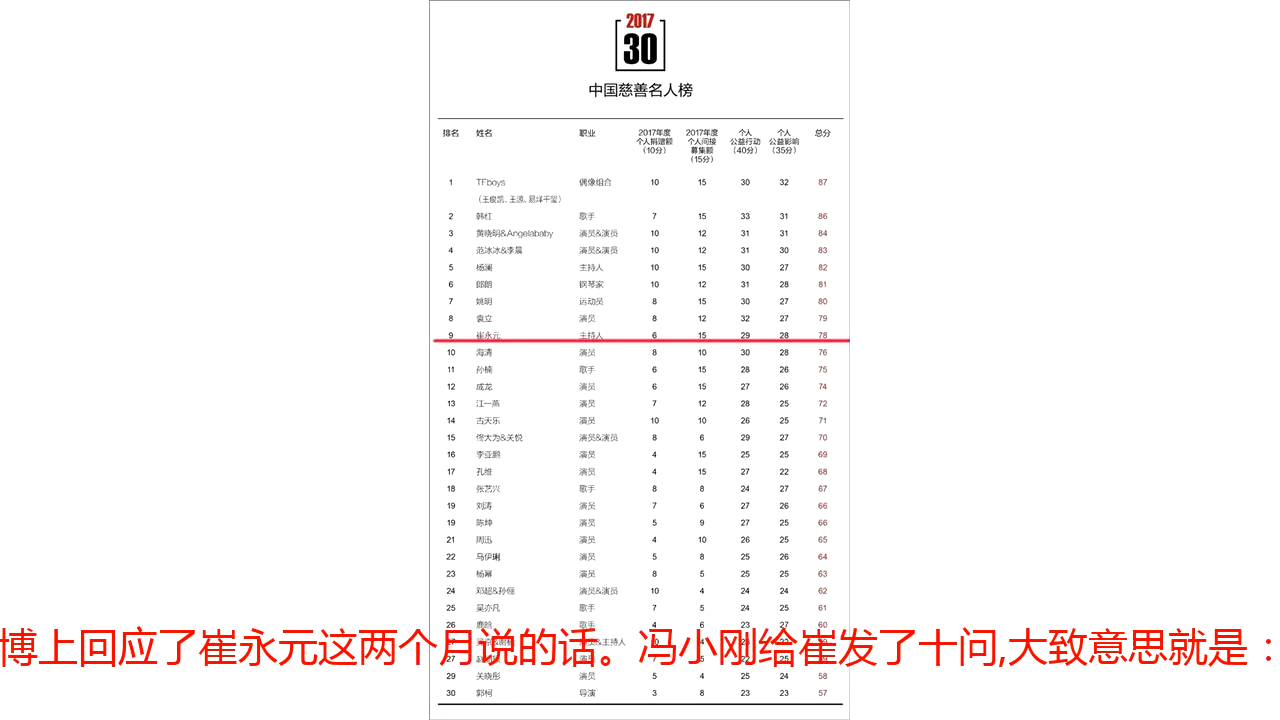 2017
30
中国慈善名人榜
排名 姓名 职业 2017年度个人捐赠额（10分） 2017年度个人间接募集额（15分） 个人公益行动（40分） 个人公益影响（35分） 总分
1 TFboys 偶像组合 10 15 30 32 87
（王俊凯、王源、易烊千玺）
2 韩红 歌手 7 15 33 31 86
3 黄晓明&Angelababy 演员&演员 10 12 31 31 84
4 范冰冰&李晨 演员&演员 10 12 31 30 83
5 杨澜 主持人 10 15 30 27 82
6 郎朗 钢琴家 10 12 31 28 81
7 姚明 运动员 8 15 30 27 80
8 袁立 演员 8 12 32 27 79
9 崔永元 主持人 6 15 29 28 78
10 海清 演员 8 10 30 28 76
11 孙楠 歌手 6 15 28 26 75
12 成龙 演员 6 15 27 26 74
13 江一燕 演员 7 12 28 25 72
14 古天乐 演员 10 10 26 25 71
15 佟大为&关悦 演员&演员 8 6 29 27 70
16 李亚鹏 演员 4 15 25 25 69
17 孔维 演员 4 15 27 22 68
18 张艺兴 歌手 8 8 24 27 67
19 刘涛 演员 7 6 27 26 66
19 陈坤 演员 5 9 27 25 66
21 周迅 演员 4 10 26 25 65
22 马伊琍 演员 5 8 25 26 64
23 杨幂 演员 8 5 25 25 63
24 邓超&孙俪 演员&演员 10 4 24 24 62
25 吴亦凡 歌手 7 5 24 25 61
26 鹿晗 歌手 4 6 23 27 60
博上回应了崔永元这两个月说的话。冯小刚给崔发了十问,大致意思就是：
27 演员
29 关晓彤 演员 5 4 25 24 58
30 郭柯 导演 3 8 23 23 57